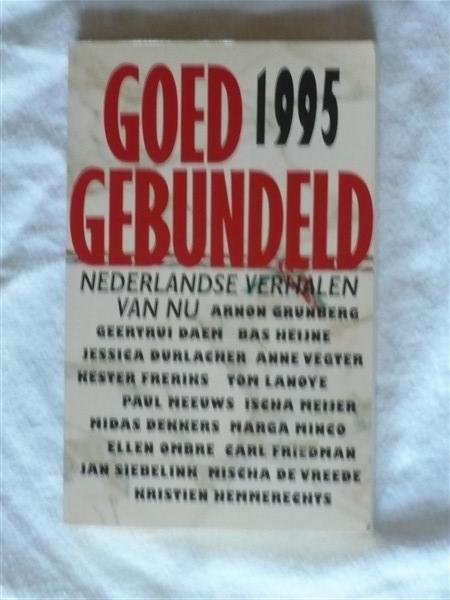 GOED 1995
GEBUNDELD
NEDERLANDSE VERHALEN
VAN NU ARNON GRUNBERG
GEERTRUI DAEM BAS HEIJNE
JESSICA DURLACHER ANNE VEGTER
HESTER FRERIKS TOM LANOYE
PAUL MEEUWS ISCHA MEIJER
MIDAS DEKKERS MARGA MINCO
ELLEN OMBRE CARL FRIEDMAN
JAN SIEBELINK MISCHA DE VREEDE
KRISTIEN HEMMERECHTS